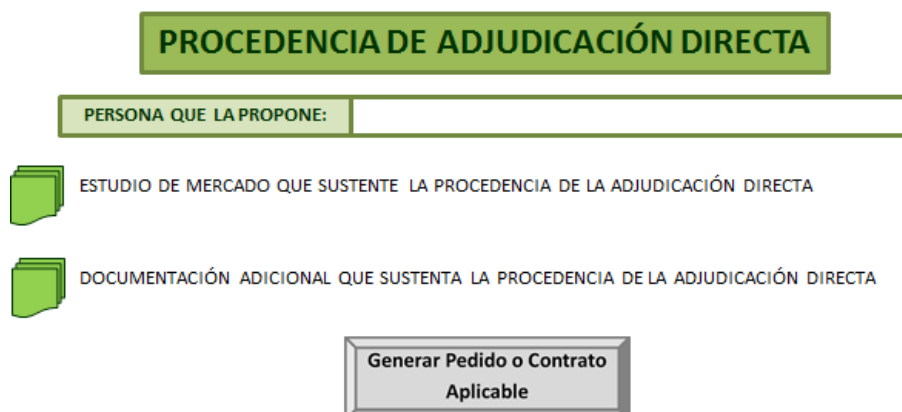 PROCEDENCIA DE ADJUDICACIÓN DIRECTA
PERSONA QUE LA PROPONE:
ESTUDIO DE MERCADO QUE SUSTENTE LA PROCEDENCIA DE LA ADJUDICACIÓN DIRECTA
DOCUMENTACIÓN ADICIONAL QUE SUSTENTA LA PROCEDENCIA DE LA ADJUDICACIÓN DIRECTA
Generar Pedido o Contrato
Aplicable